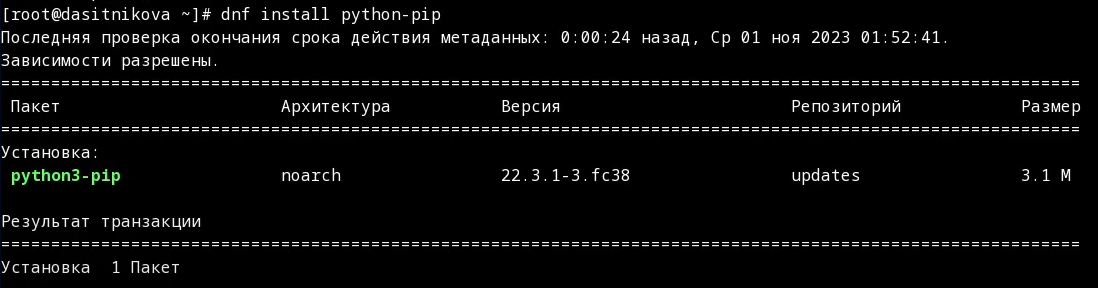 [root@dasitnikova ~]# dnf install python-pip
Последняя проверка окончания срока действия метаданных: 0:00:24 назад, Ср 01 ноя 2023 01:52:41.
Зависимости разрешены.
============================================================================================================
Пакет Архитектура Версия Репозиторий Размер
============================================================================================================
Установка:
python3-pip noarch 22.3.1-3.fc38 updates 3.1 M
Результат транзакции
============================================================================================================
Установка 1 Пакет